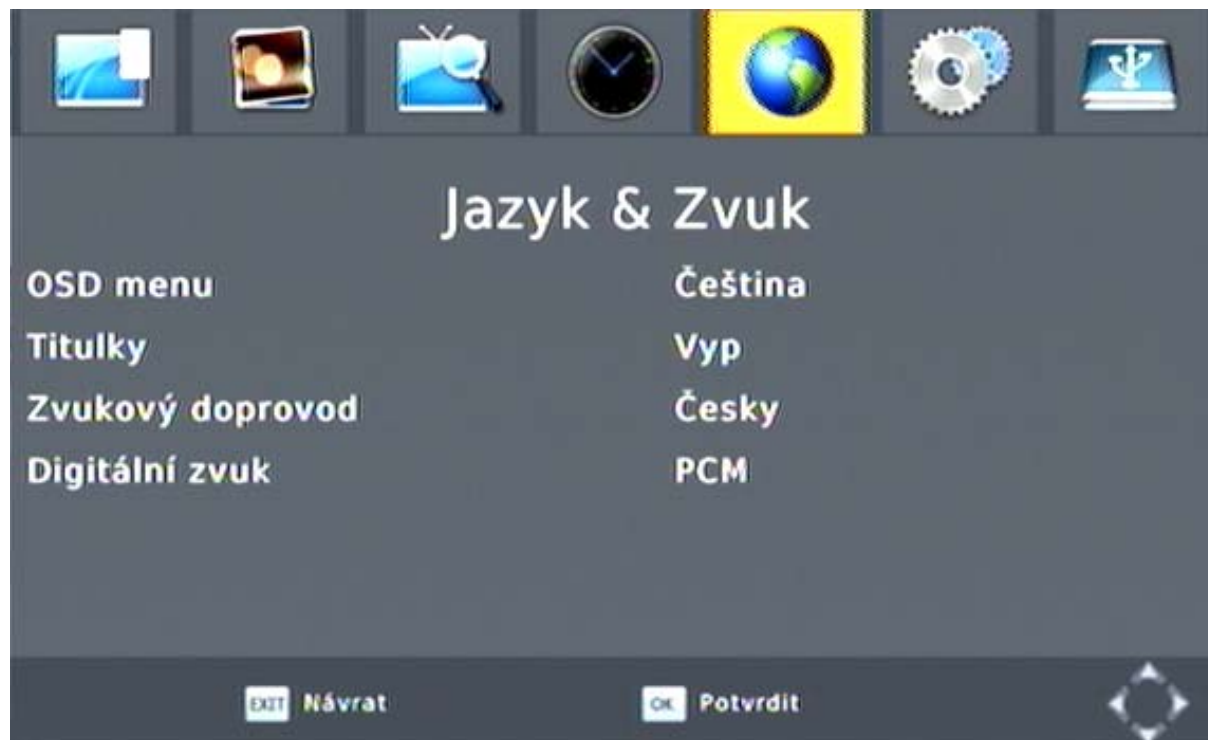 Jazyk & Zvuk
OSD menu Čeština
Titulky Vyp
Zvukový doprovod Česky
Digitální zvuk PCM
EXIT Návrat OK Potvrdit